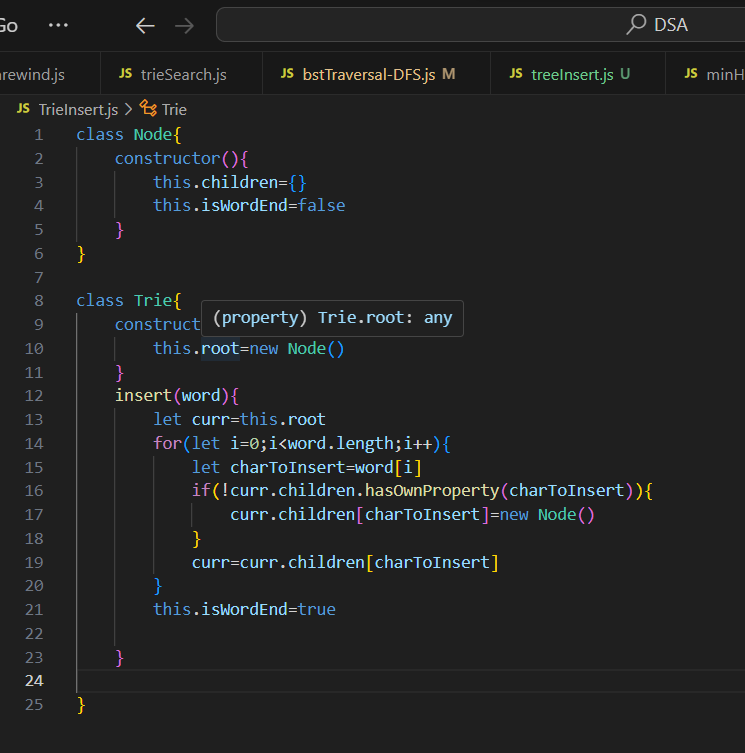 Go ··· ← → DSA
rewind.js JS trieSearch.js JS bstTraversal-DFS.js M JS treeInsert.js U JS minH
JS TrieInsert.js > Trie
1 class Node{
2     constructor(){
3         this.children={}
4         this.isWordEnd=false
5     }
6 }
7
8 class Trie{
9     construct
(property) Trie.root: any
10         this.root=new Node()
11     }
12     insert(word){
13         let curr=this.root
14         for(let i=0;i<word.length;i++){
15             let charToInsert=word[i]
16             if(!curr.children.hasOwnProperty(charToInsert)){
17                 curr.children[charToInsert]=new Node()
18             }
19             curr=curr.children[charToInsert]
20         }
21         this.isWordEnd=true
22
23     }
24
25 }